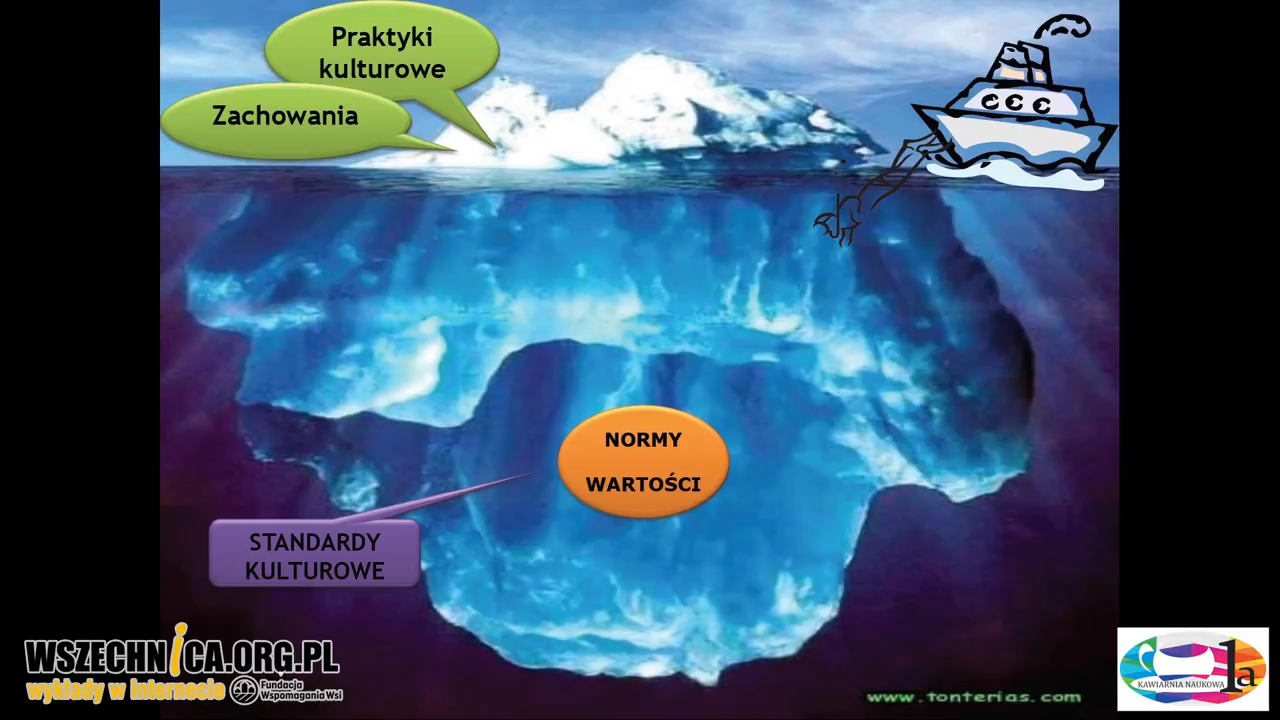 Praktyki
kulturowe
Zachowania
NORMY
WARTOŚCI
STANDARDY
KULTUROWE
WSZECHNiCA.ORG.PL
wykłady w internecie
Fundacja
Wspomagania Wsi
www.tonterias.com
KAWIARNIA NAUKOWA
1a